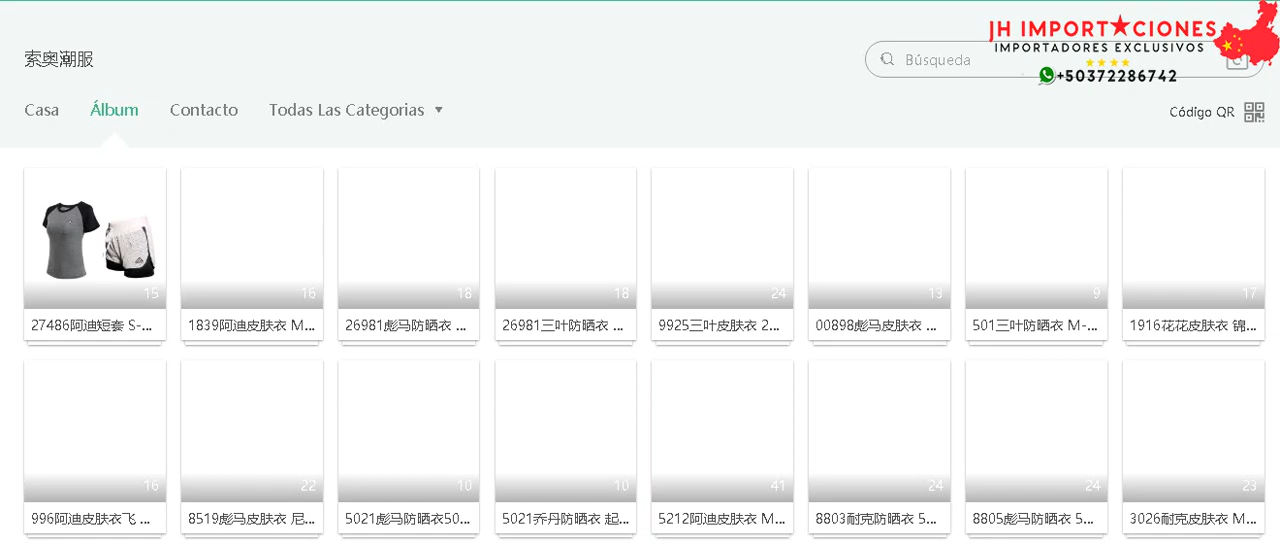 JH IMPORT★CIONES
IMPORTADORES EXCLUSIVOS
★★★★
+50372286742
索奥潮服
Búsqueda
Casa
Álbum
Contacto
Todas Las Categorias
Código QR
15
16
18
18
24
13
9
17
27486阿迪短套 S-...
1839阿迪皮肤衣 M...
26981彪马防晒衣 ...
26981三叶防晒衣 ...
9925三叶皮肤衣 2...
00898彪马皮肤衣 ...
501三叶防晒衣 M-...
1916花花皮肤衣 锦...
16
22
10
10
41
24
24
23
996阿迪皮肤衣飞 ...
8519彪马皮肤衣 尼...
5021彪马防晒衣50...
5021乔丹防晒衣 起...
5212阿迪皮肤衣 M...
8803耐克防晒衣 5...
8805彪马防晒衣 5...
3026耐克皮肤衣 M...